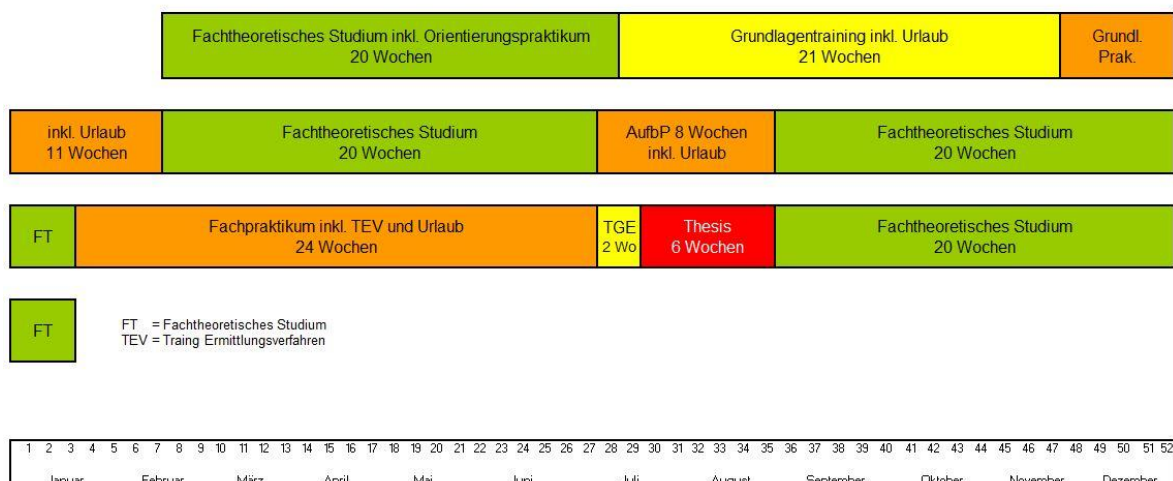 Fachtheoretisches Studium inkl. Orientierungspraktikum
20 Wochen
Grundlagentraining inkl. Urlaub
21 Wochen
Grundl.
Prak.
inkl. Urlaub
11 Wochen
Fachtheoretisches Studium
20 Wochen
AufbP 8 Wochen
inkl. Urlaub
Fachtheoretisches Studium
20 Wochen
FT
Fachpraktikum inkl. TEV und Urlaub
24 Wochen
TGE
2 Wo
Thesis
6 Wochen
Fachtheoretisches Studium
20 Wochen
FT
FT = Fachtheoretisches Studium
TEV = Traing Ermittlungsverfahren
1 2 3 4 5 6 7 8 9 10 11 12 13 14 15 16 17 18 19 20 21 22 23 24 25 26 27 28 29 30 31 32 33 34 35 36 37 38 39 40 41 42 43 44 45 46 47 48 49 50 51 52
Januar Februar März April Mai Juni Juli August September Oktober November Dezember